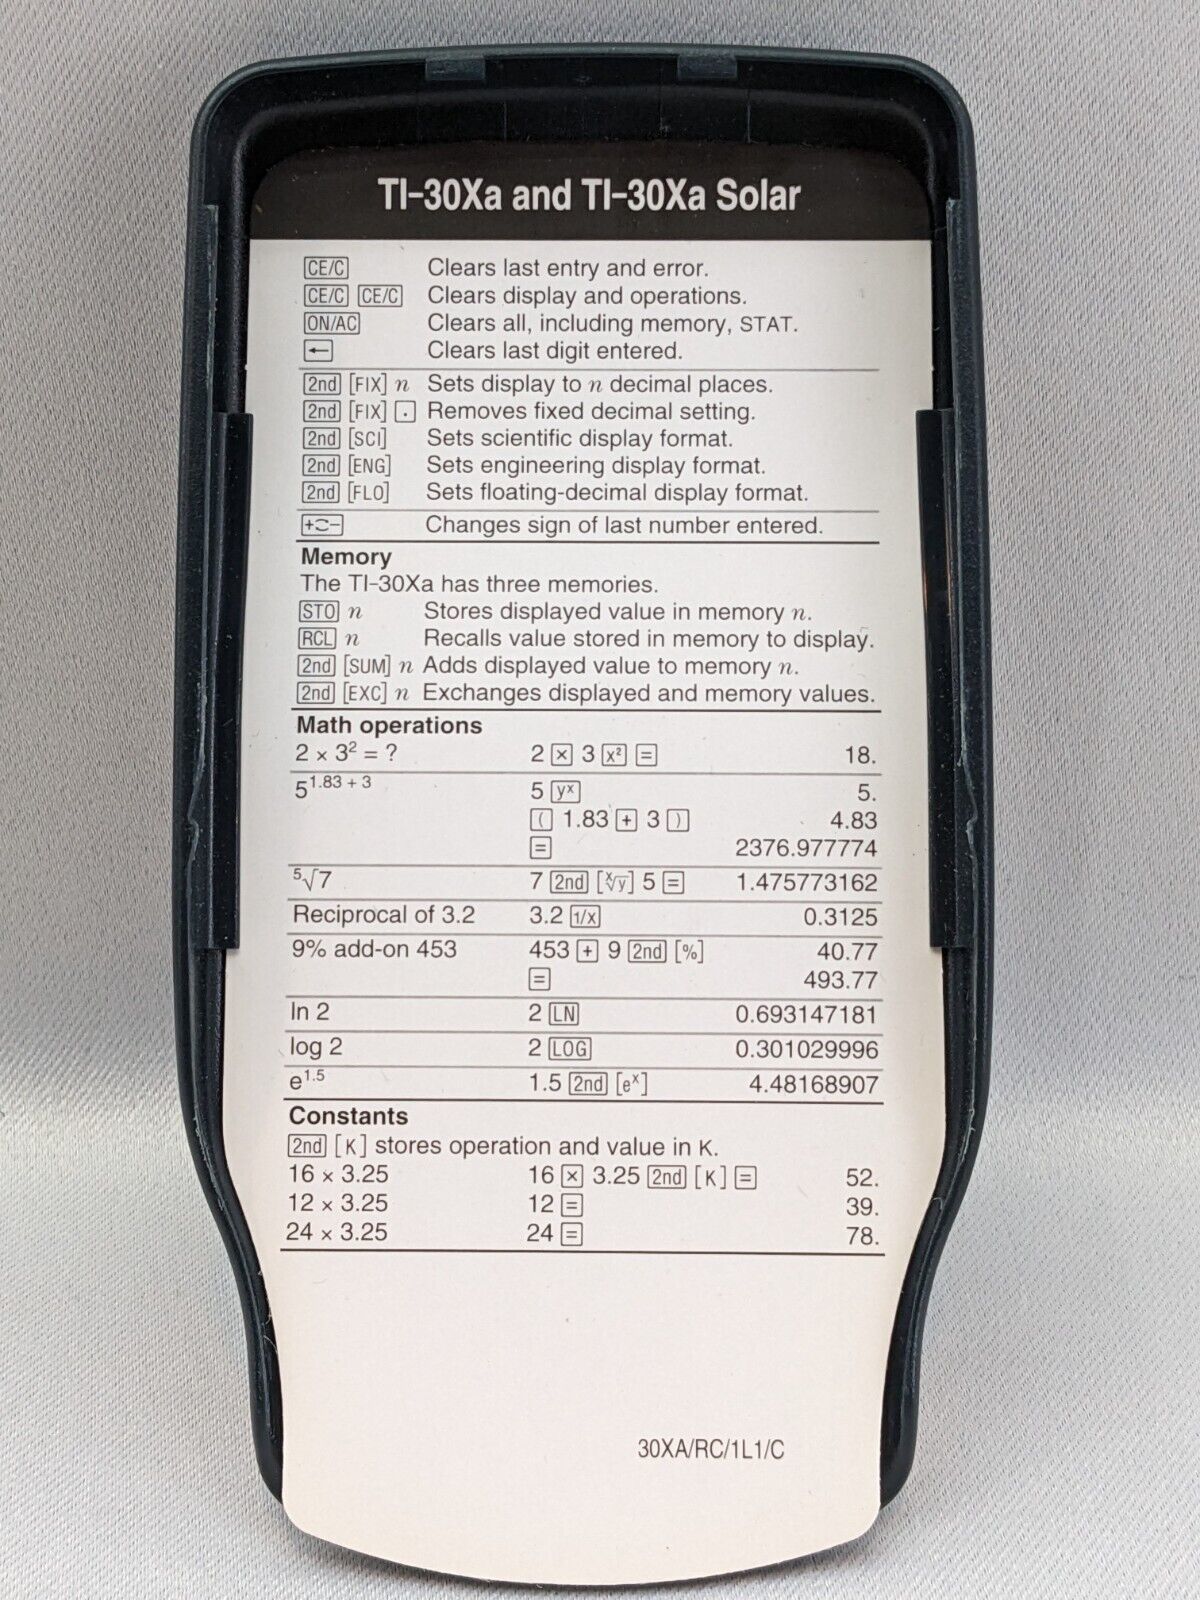 TI-30Xa and TI-30Xa Solar
CE/C Clears last entry and error.
CE/C CE/C Clears display and operations.
ON/AC Clears all, including memory, STAT.
← Clears last digit entered.
2nd [FIX] n Sets display to n decimal places.
2nd [FIX] . Removes fixed decimal setting.
2nd [SCI] Sets scientific display format.
2nd [ENG] Sets engineering display format.
2nd [FLO] Sets floating-decimal display format.
+⊂− Changes sign of last number entered.
Memory
The TI-30Xa has three memories.
STO n Stores displayed value in memory n.
RCL n Recalls value stored in memory to display.
2nd [SUM] n Adds displayed value to memory n.
2nd [EXC] n Exchanges displayed and memory values.
Math operations
2 × 3² = ? 2 × 3 x² = 18.
5^1.83 + 3 5 yˣ 5.
( 1.83 + 3 ) 4.83
= 2376.977774
⁵√7 7 2nd [ˣ√y] 5 = 1.475773162
Reciprocal of 3.2 3.2 1/x 0.3125
9% add-on 453 453 + 9 2nd [%] 40.77
= 493.77
ln 2 2 LN 0.693147181
log 2 2 LOG 0.301029996
e^1.5 1.5 2nd [eˣ] 4.48168907
Constants
2nd [K] stores operation and value in K.
16 × 3.25 16 × 3.25 2nd [K] = 52.
12 × 3.25 12 = 39.
24 × 3.25 24 = 78.
30XA/RC/1L1/C